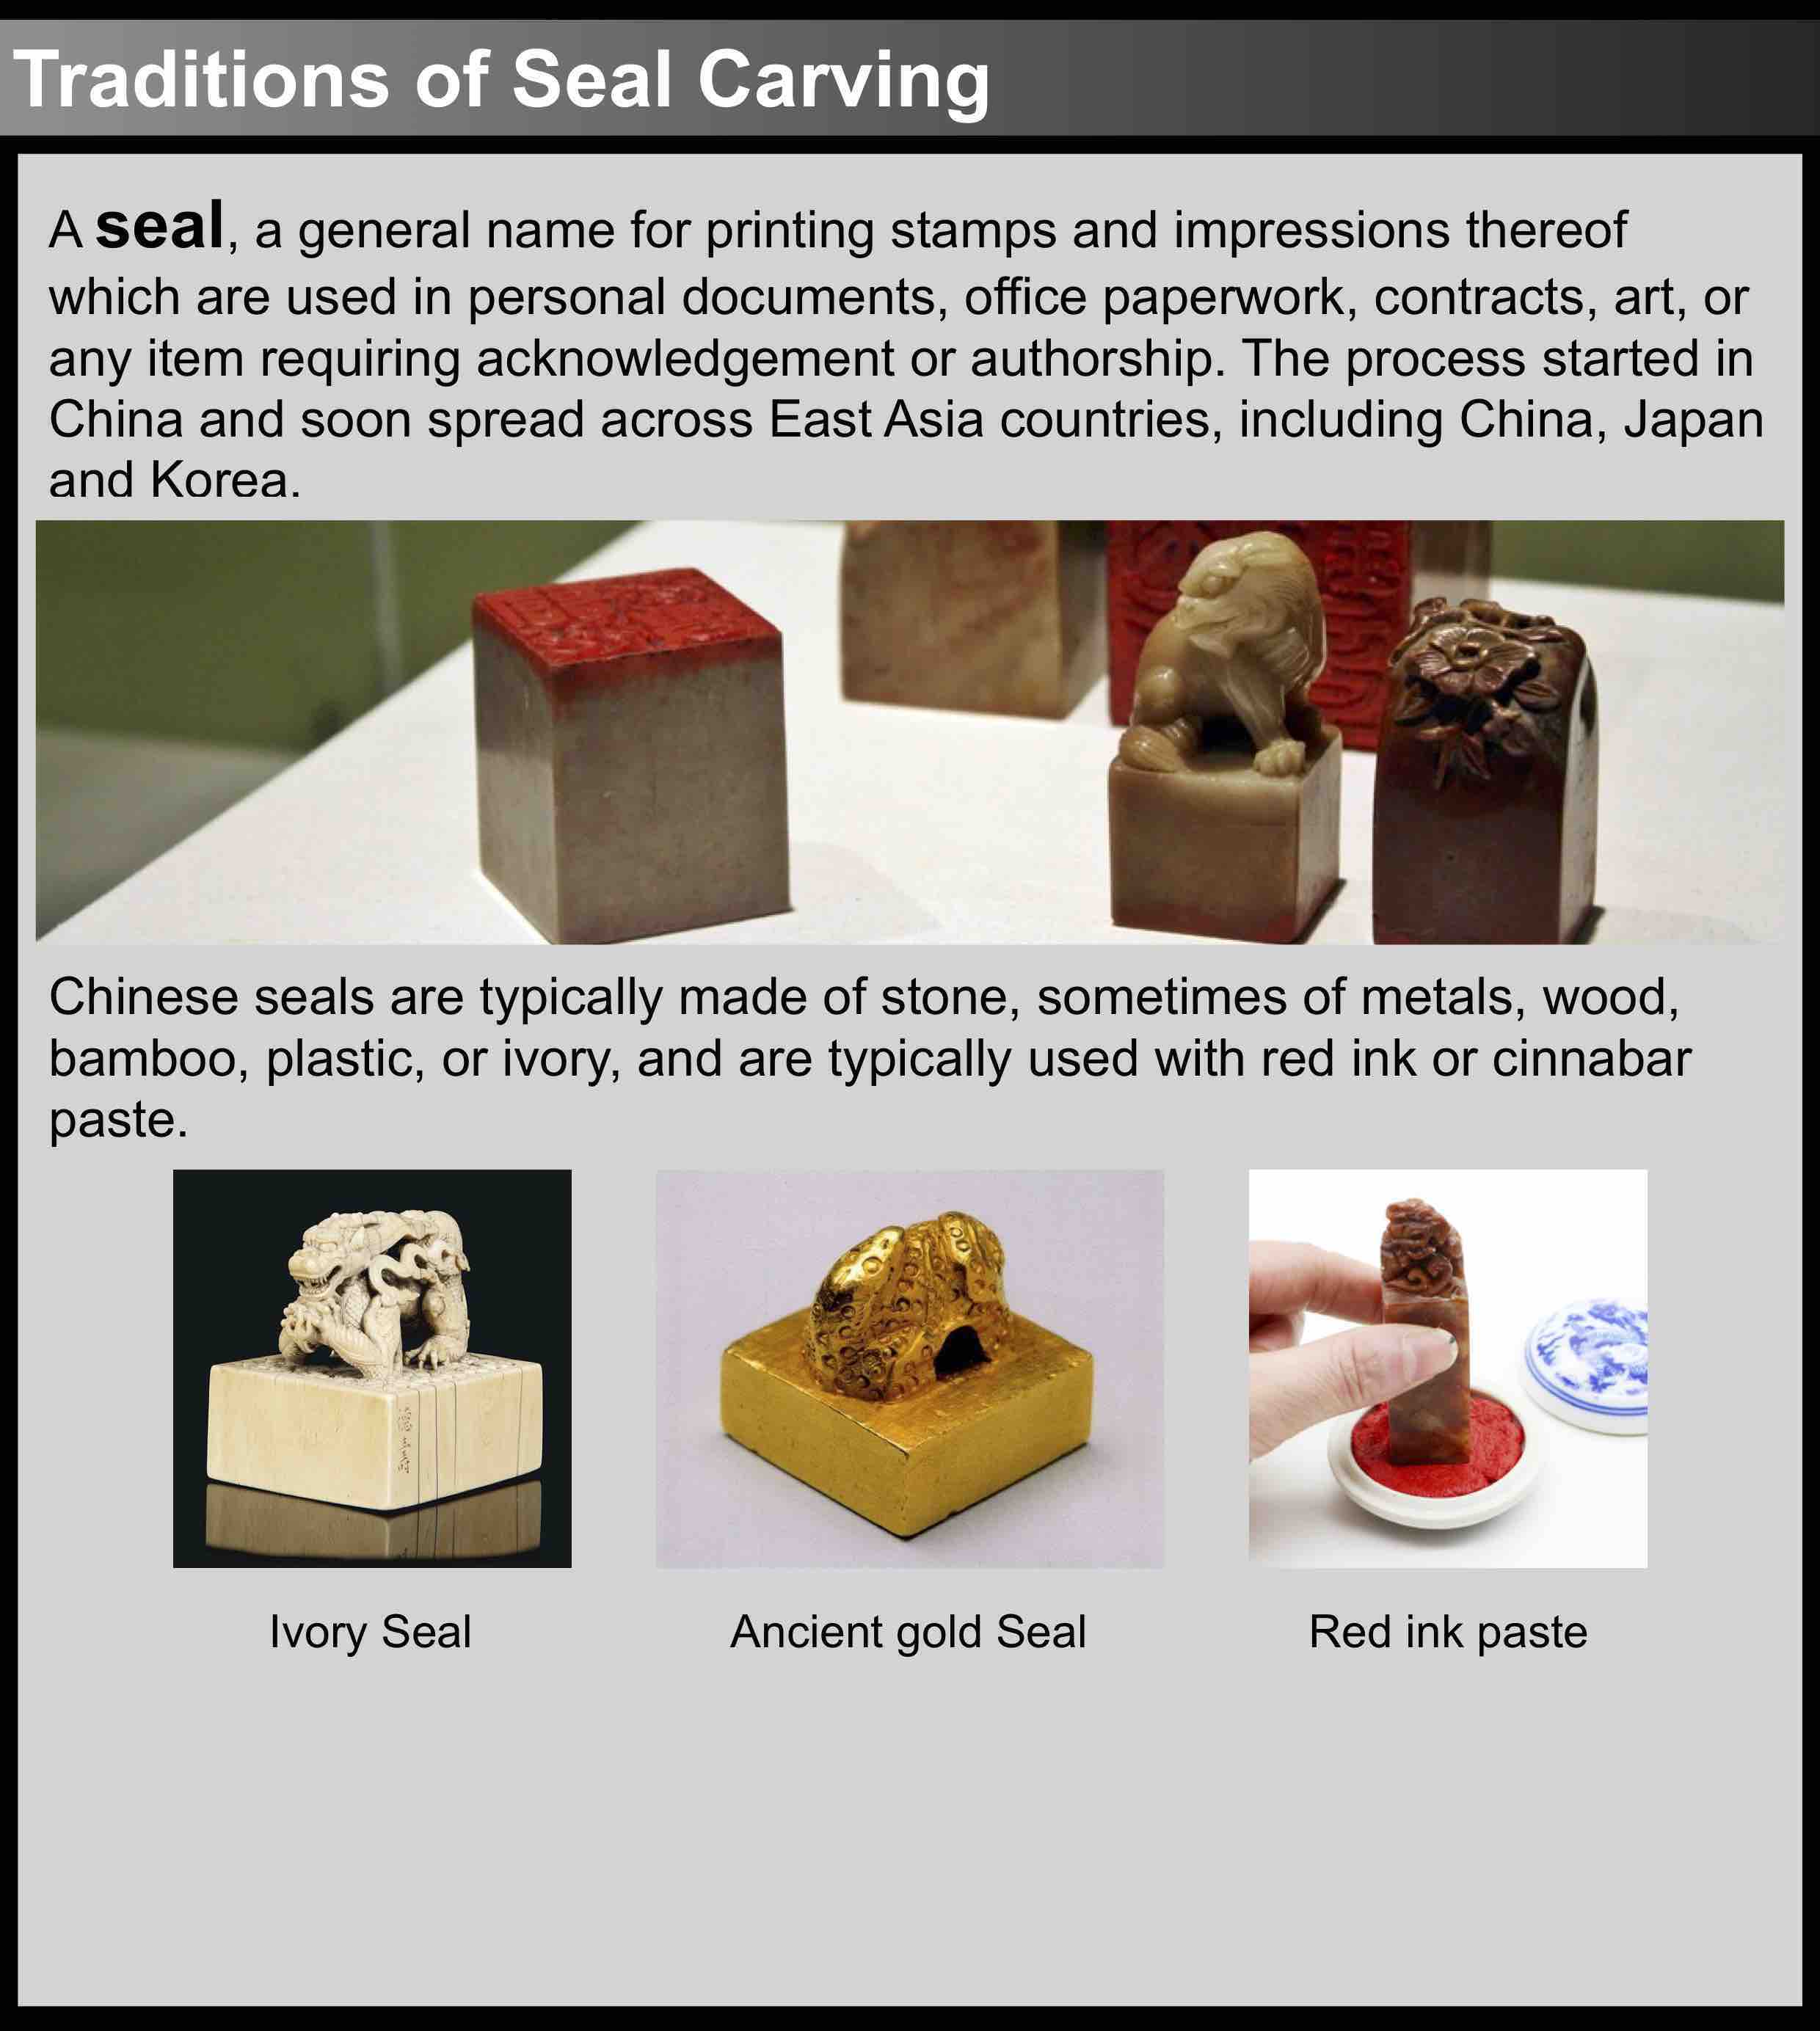 Traditions of Seal Carving
A seal, a general name for printing stamps and impressions thereof
which are used in personal documents, office paperwork, contracts, art, or
any item requiring acknowledgement or authorship. The process started in
China and soon spread across East Asia countries, including China, Japan
and Korea.
Chinese seals are typically made of stone, sometimes of metals, wood,
bamboo, plastic, or ivory, and are typically used with red ink or cinnabar
paste.
Ivory Seal
Ancient gold Seal
Red ink paste